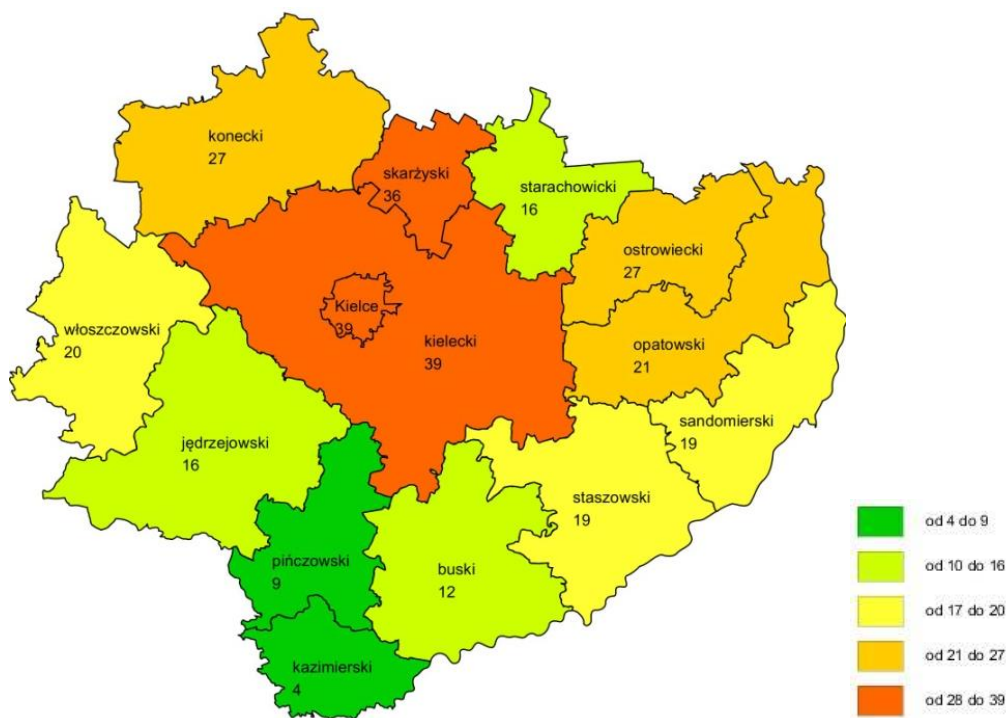 konecki
27
skarżyski
36
starachowicki
16
ostrowiecki
27
Kielce
39
kielecki
39
włoszczowski
20
opatowski
21
sandomierski
19
jędrzejowski
16
staszowski
19
pińczowski
9
buski
12
kazimierski
4
od 4 do 9
od 10 do 16
od 17 do 20
od 21 do 27
od 28 do 39